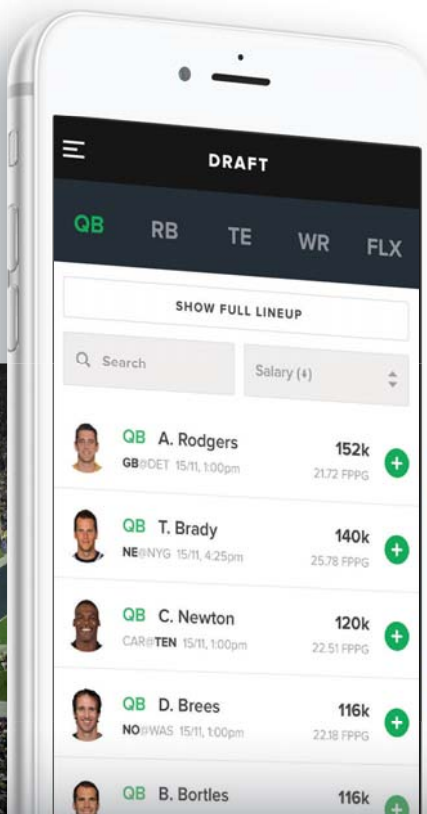 DRAFT
QB RB TE WR FLX
SHOW FULL LINEUP
Search Salary (⬇)
QB A. Rodgers 152k
GB@DET 15/11, 1:00pm 21.72 FPPG
QB T. Brady 140k
NE@NYG 15/11, 4:25pm 25.78 FPPG
QB C. Newton 120k
CAR@TEN 15/11, 1:00pm 22.51 FPPG
QB D. Brees 116k
NO@WAS 15/11, 1:00pm 22.18 FPPG
QB B. Bortles 116k